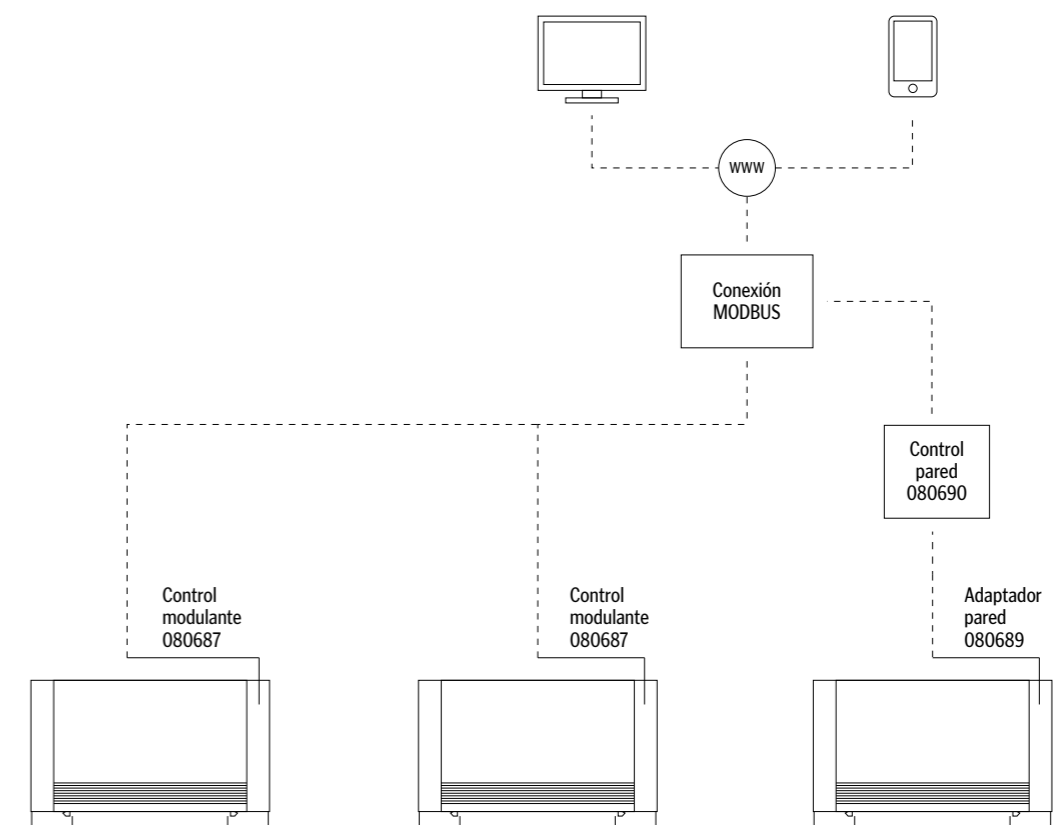 WWW
Conexión
MODBUS
Control
pared
080690
Control
modulante
080687
Control
modulante
080687
Adaptador
pared
080689